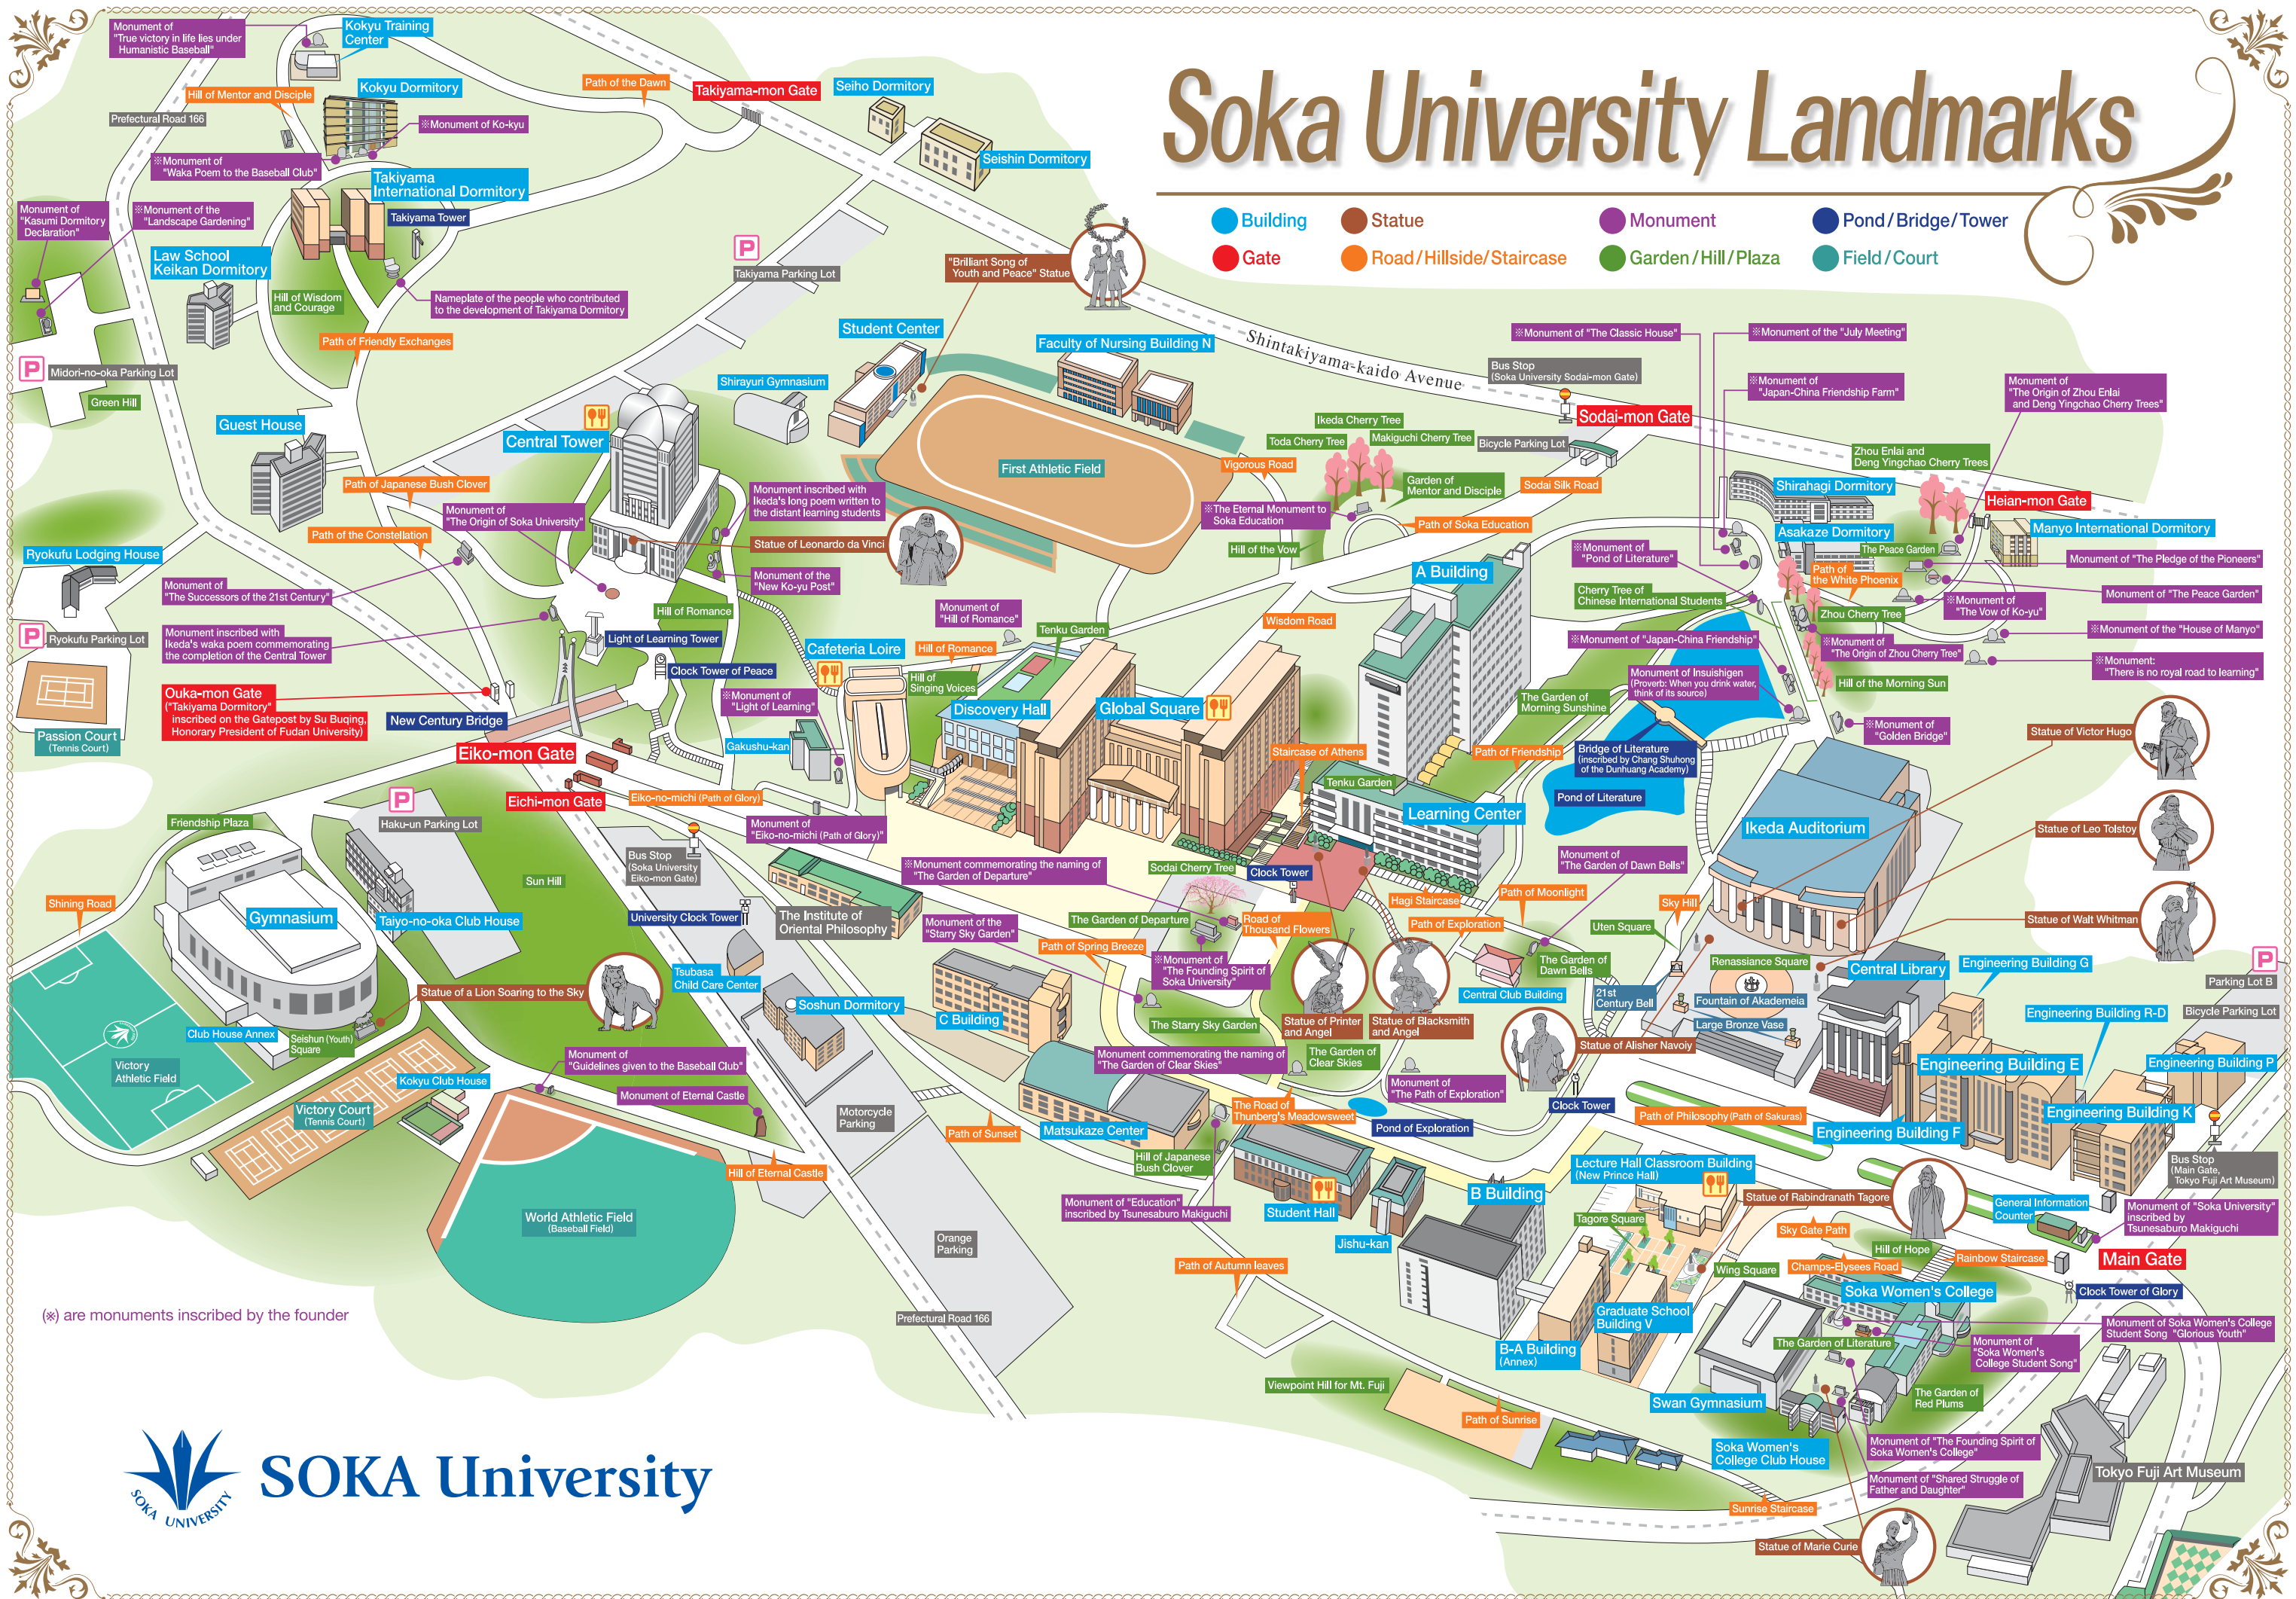 Soka University Landmarks
Building
Statue
Monument
Pond / Bridge / Tower
Gate
Road / Hillside / Staircase
Garden / Hill / Plaza
Field / Court
Monument of
"True victory in life lies under
Humanistic Baseball"
Kokyu Training
Center
Hill of Mentor and Disciple
Kokyu Dormitory
Prefectural Road 166
※Monument of Ko-kyu
※Monument of
"Waka Poem to the Baseball Club"
Path of the Dawn
Takiyama-mon Gate
Seiho Dormitory
Seishin Dormitory
Takiyama
International Dormitory
Takiyama Tower
Monument of
"Kasumi Dormitory
Declaration"
※Monument of the
"Landscape Gardening"
Law School
Keikan Dormitory
Hill of Wisdom
and Courage
Nameplate of the people who contributed
to the development of Takiyama Dormitory
Path of Friendly Exchanges
P
Midori-no-oka Parking Lot
Green Hill
P
Takiyama Parking Lot
"Brilliant Song of
Youth and Peace" Statue
Student Center
Faculty of Nursing Building N
Shintakiyama-kaido Avenue
Shirayuri Gymnasium
First Athletic Field
Guest House
Central Tower
Path of Japanese Bush Clover
Monument of
"The Origin of Soka University"
Path of the Constellation
Monument inscribed with
Ikeda's long poem written to
the distant learning students
Statue of Leonardo da Vinci
Monument of the
"New Ko-yu Post"
Ryokufu Lodging House
Monument of
"The Successors of the 21st Century"
Hill of Romance
P
Ryokufu Parking Lot
Monument inscribed with
Ikeda's waka poem commemorating
the completion of the Central Tower
Light of Learning Tower
Clock Tower of Peace
Ouka-mon Gate
("Takiyama Dormitory"
inscribed on the Gatepost by Su Buqing,
Honorary President of Fudan University)
Passion Court
(Tennis Court)
New Century Bridge
Eiko-mon Gate
Eichi-mon Gate
※Monument of
"Light of Learning"
Gakushu-kan
Cafeteria Loire
Eiko-no-michi (Path of Glory)
Monument of
"Eiko-no-michi (Path of Glory)"
Monument of
"Hill of Romance"
Hill of Romance
Tenku Garden
Hill of
Singing Voices
Discovery Hall
Global Square
Wisdom Road
Staircase of Athens
Vigorous Road
Ikeda Cherry Tree
Toda Cherry Tree
Makiguchi Cherry Tree
Garden of
Mentor and Disciple
※The Eternal Monument to
Soka Education
Hill of the Vow
Path of Soka Education
Bus Stop
(Soka University Sodai-mon Gate)
Sodai-mon Gate
Bicycle Parking Lot
Sodai Silk Road
A Building
※Monument of "The Classic House"
※Monument of the "July Meeting"
※Monument of
"Japan-China Friendship Farm"
Monument of
"The Origin of Zhou Enlai
and Deng Yingchao Cherry Trees"
Zhou Enlai and
Deng Yingchao Cherry Trees
Shirahagi Dormitory
Heian-mon Gate
Manyo International Dormitory
Asakaze Dormitory
The Peace Garden
Path of
the White Phoenix
Monument of "The Pledge of the Pioneers"
Monument of "The Peace Garden"
※Monument of
"The Vow of Ko-yu"
Zhou Cherry Tree
※Monument of the "House of Manyo"
※Monument of
"The Origin of Zhou Cherry Tree"
※Monument:
"There is no royal road to learning"
Hill of the Morning Sun
※Monument of
"Pond of Literature"
Cherry Tree of
Chinese International Students
※Monument of "Japan-China Friendship"
Monument of Insuishigen
(Proverb: When you drink water,
think of its source)
The Garden of
Morning Sunshine
Path of Friendship
Bridge of Literature
(inscribed by Chang Shuhong
of the Dunhuang Academy)
Pond of Literature
※Monument of
"Golden Bridge"
Tenku Garden
Learning Center
Ikeda Auditorium
Statue of Victor Hugo
Statue of Leo Tolstoy
Statue of Walt Whitman
Friendship Plaza
P
Haku-un Parking Lot
Gymnasium
Taiyo-no-oka Club House
Shining Road
Sun Hill
Bus Stop
(Soka University
Eiko-mon Gate)
University Clock Tower
The Institute of
Oriental Philosophy
Tsubasa
Child Care Center
Soshun Dormitory
Statue of a Lion Soaring to the Sky
Club House Annex
Seishun (Youth)
Square
Victory
Athletic Field
Victory Court
(Tennis Court)
Kokyu Club House
Monument of
"Guidelines given to the Baseball Club"
Monument of Eternal Castle
Hill of Eternal Castle
World Athletic Field
(Baseball Field)
Motorcycle
Parking
Orange
Parking
Prefectural Road 166
※Monument commemorating the naming of
"The Garden of Departure"
Sodai Cherry Tree
Clock Tower
Monument of the
"Starry Sky Garden"
The Garden of Departure
Road of
Thousand Flowers
Path of Spring Breeze
※Monument of
"The Founding Spirit of
Soka University"
C Building
The Starry Sky Garden
Statue of Printer
and Angel
Statue of Blacksmith
and Angel
Hagi Staircase
Path of Exploration
Path of Moonlight
Monument of
"The Garden of Dawn Bells"
The Garden of
Dawn Bells
Central Club Building
Monument commemorating the naming of
"The Garden of Clear Skies"
The Garden of
Clear Skies
Monument of
"The Path of Exploration"
Matsukaze Center
Path of Sunset
The Road of
Thunberg's Meadowsweet
Pond of Exploration
Hill of Japanese
Bush Clover
Monument of "Education"
inscribed by Tsunesaburo Makiguchi
Student Hall
Jishu-kan
Path of Autumn leaves
Sky Hill
Uten Square
Renassiance Square
21st
Century Bell
Fountain of Akademeia
Large Bronze Vase
Statue of Alisher Navoiy
Clock Tower
Central Library
Engineering Building G
Engineering Building R-D
Engineering Building E
Engineering Building P
Engineering Building K
Engineering Building F
P
Parking Lot B
Bicycle Parking Lot
Path of Philosophy (Path of Sakuras)
Bus Stop
(Main Gate,
Tokyo Fuji Art Museum)
B Building
Lecture Hall Classroom Building
(New Prince Hall)
Statue of Rabindranath Tagore
Tagore Square
Sky Gate Path
General Information
Counter
Monument of "Soka University"
inscribed by
Tsunesaburo Makiguchi
Main Gate
Hill of Hope
Rainbow Staircase
Champs-Elysees Road
Wing Square
Clock Tower of Glory
Soka Women's College
Graduate School
Building V
B-A Building
(Annex)
The Garden of Literature
Monument of Soka Women's College
Student Song "Glorious Youth"
Monument of
"Soka Women's
College Student Song"
Swan Gymnasium
The Garden of
Red Plums
Viewpoint Hill for Mt. Fuji
Path of Sunrise
Soka Women's
College Club House
Monument of "The Founding Spirit of
Soka Women's College"
Monument of "Shared Struggle of
Father and Daughter"
Sunrise Staircase
Statue of Marie Curie
Tokyo Fuji Art Museum
(※) are monuments inscribed by the founder
SOKA UNIVERSITY
SOKA University